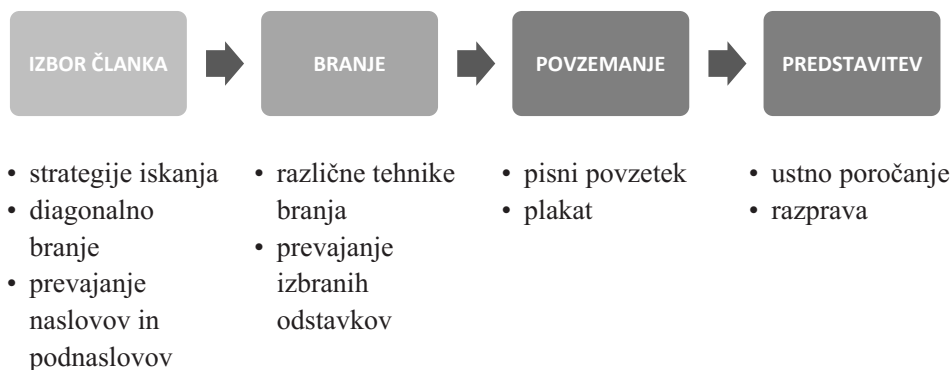 IZBOR ČLANKA
BRANJE
POVZEMANJE
PREDSTAVITEV
• strategije iskanja
• diagonalno
branje
• prevajanje
naslovov in
podnaslovov
• različne tehnike
branja
• prevajanje
izbranih
odstavkov
• pisni povzetek
• plakat
• ustno poročanje
• razprava